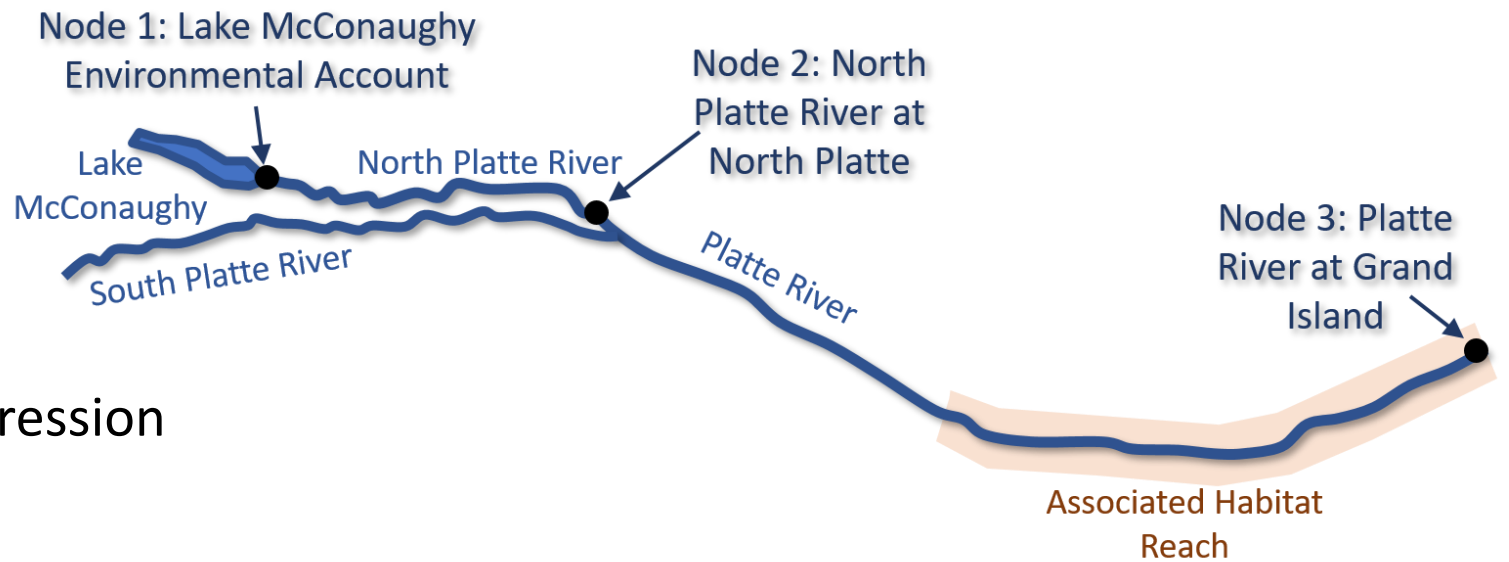 Node 1: Lake McConaughy
Environmental Account
Node 2: North
Platte River at
North Platte
Lake
McConaughy
North Platte River
South Platte River
Platte River
Node 3: Platte
River at Grand
Island
ression
Associated Habitat
Reach